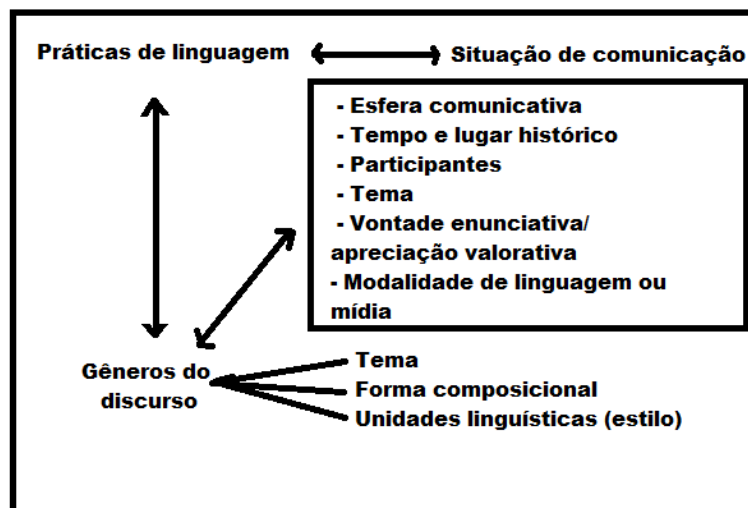 Práticas de linguagem
Situação de comunicação
- Esfera comunicativa
- Tempo e lugar histórico
- Participantes
- Tema
- Vontade enunciativa/
apreciação valorativa
- Modalidade de linguagem ou
mídia
Gêneros do
discurso
Tema
Forma composicional
Unidades linguísticas (estilo)